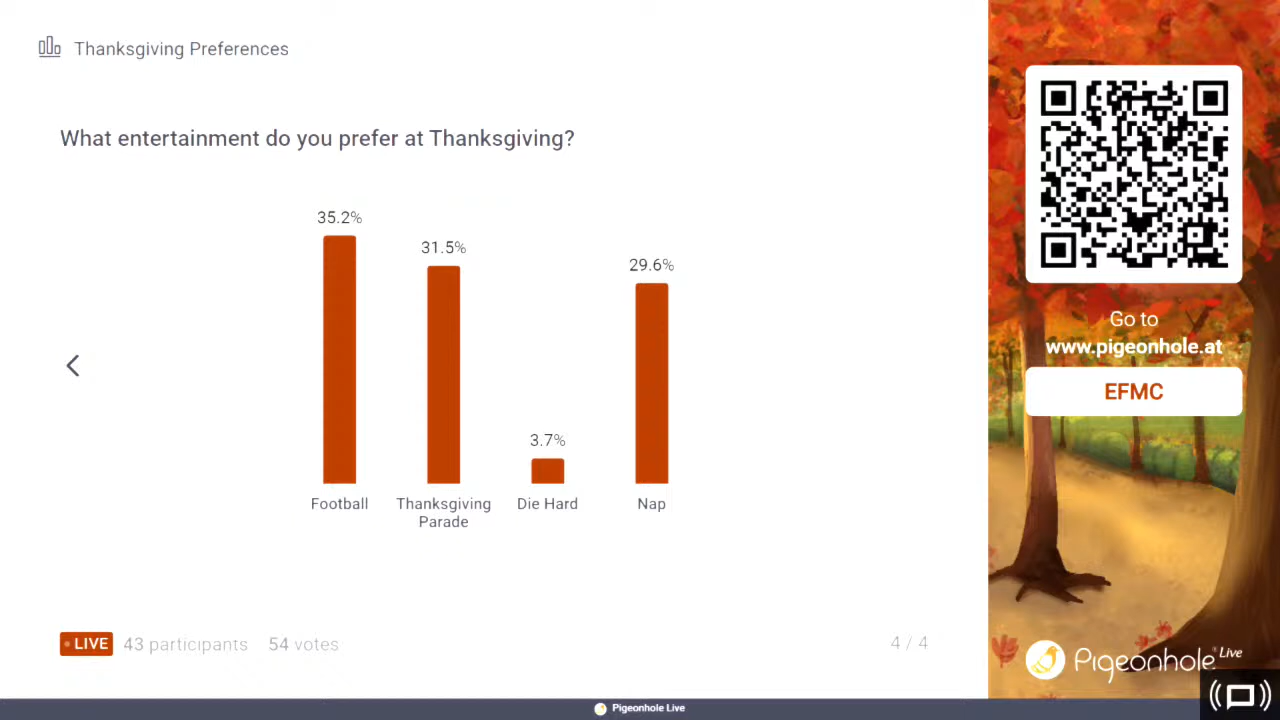 Thanksgiving Preferences
What entertainment do you prefer at Thanksgiving?
35.2%
31.5%
3.7%
29.6%
Football
Thanksgiving
Parade
Die Hard
Nap
LIVE 43 participants 54 votes
4 / 4
Go to
www.pigeonhole.at
EFMC
Pigeonhole® Live
Pigeonhole Live